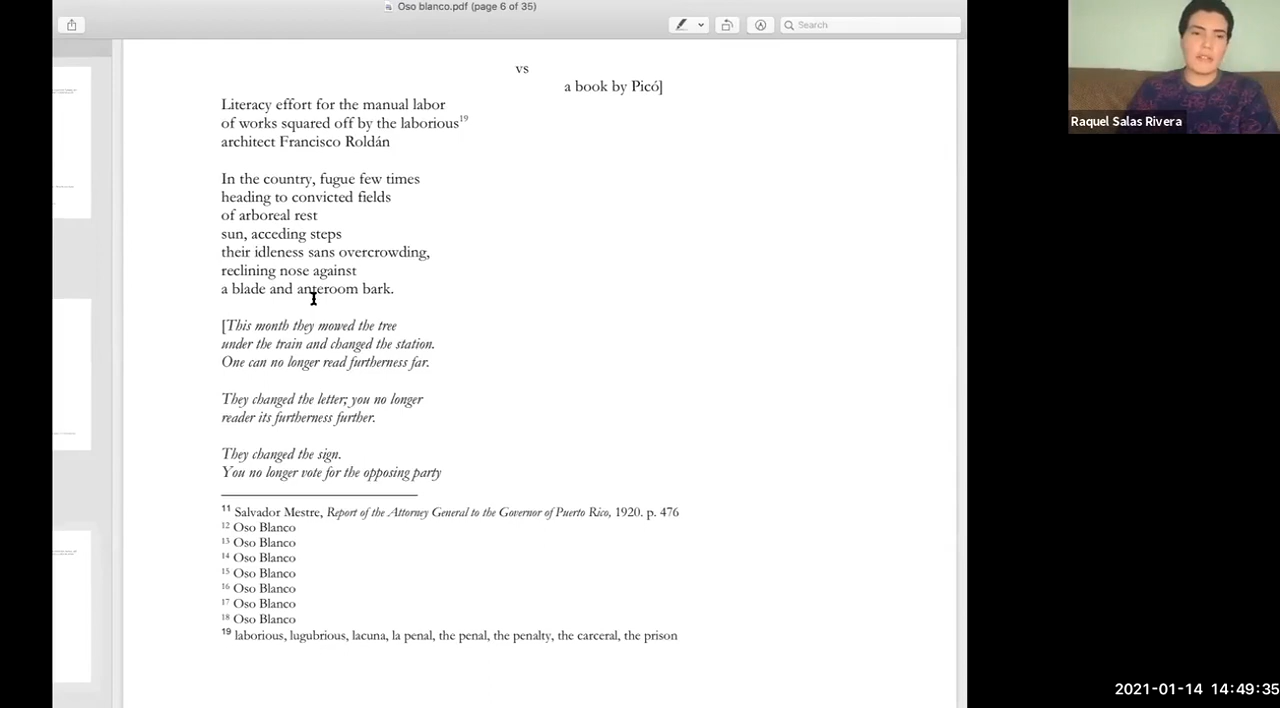 Oso blanco.pdf (page 6 of 35)
Search
vs
a book by Picó]
Literacy effort for the manual labor
of works squared off by the laborious19
architect Francisco Roldán
In the country, fugue few times
heading to convicted fields
of arboreal rest
sun, acceding steps
their idleness sans overcrowding,
reclining nose against
a blade and anteroom bark.
[This month they mowed the tree
under the train and changed the station.
One can no longer read furtherness far.
They changed the letter; you no longer
reader its furtherness further.
They changed the sign.
You no longer vote for the opposing party
11 Salvador Mestre, Report of the Attorney General to the Governor of Puerto Rico, 1920. p. 476
12 Oso Blanco
13 Oso Blanco
14 Oso Blanco
15 Oso Blanco
16 Oso Blanco
17 Oso Blanco
18 Oso Blanco
19 laborious, lugubrious, lacuna, la penal, the penal, the penalty, the carceral, the prison
Raquel Salas Rivera
2021-01-14 14:49:35